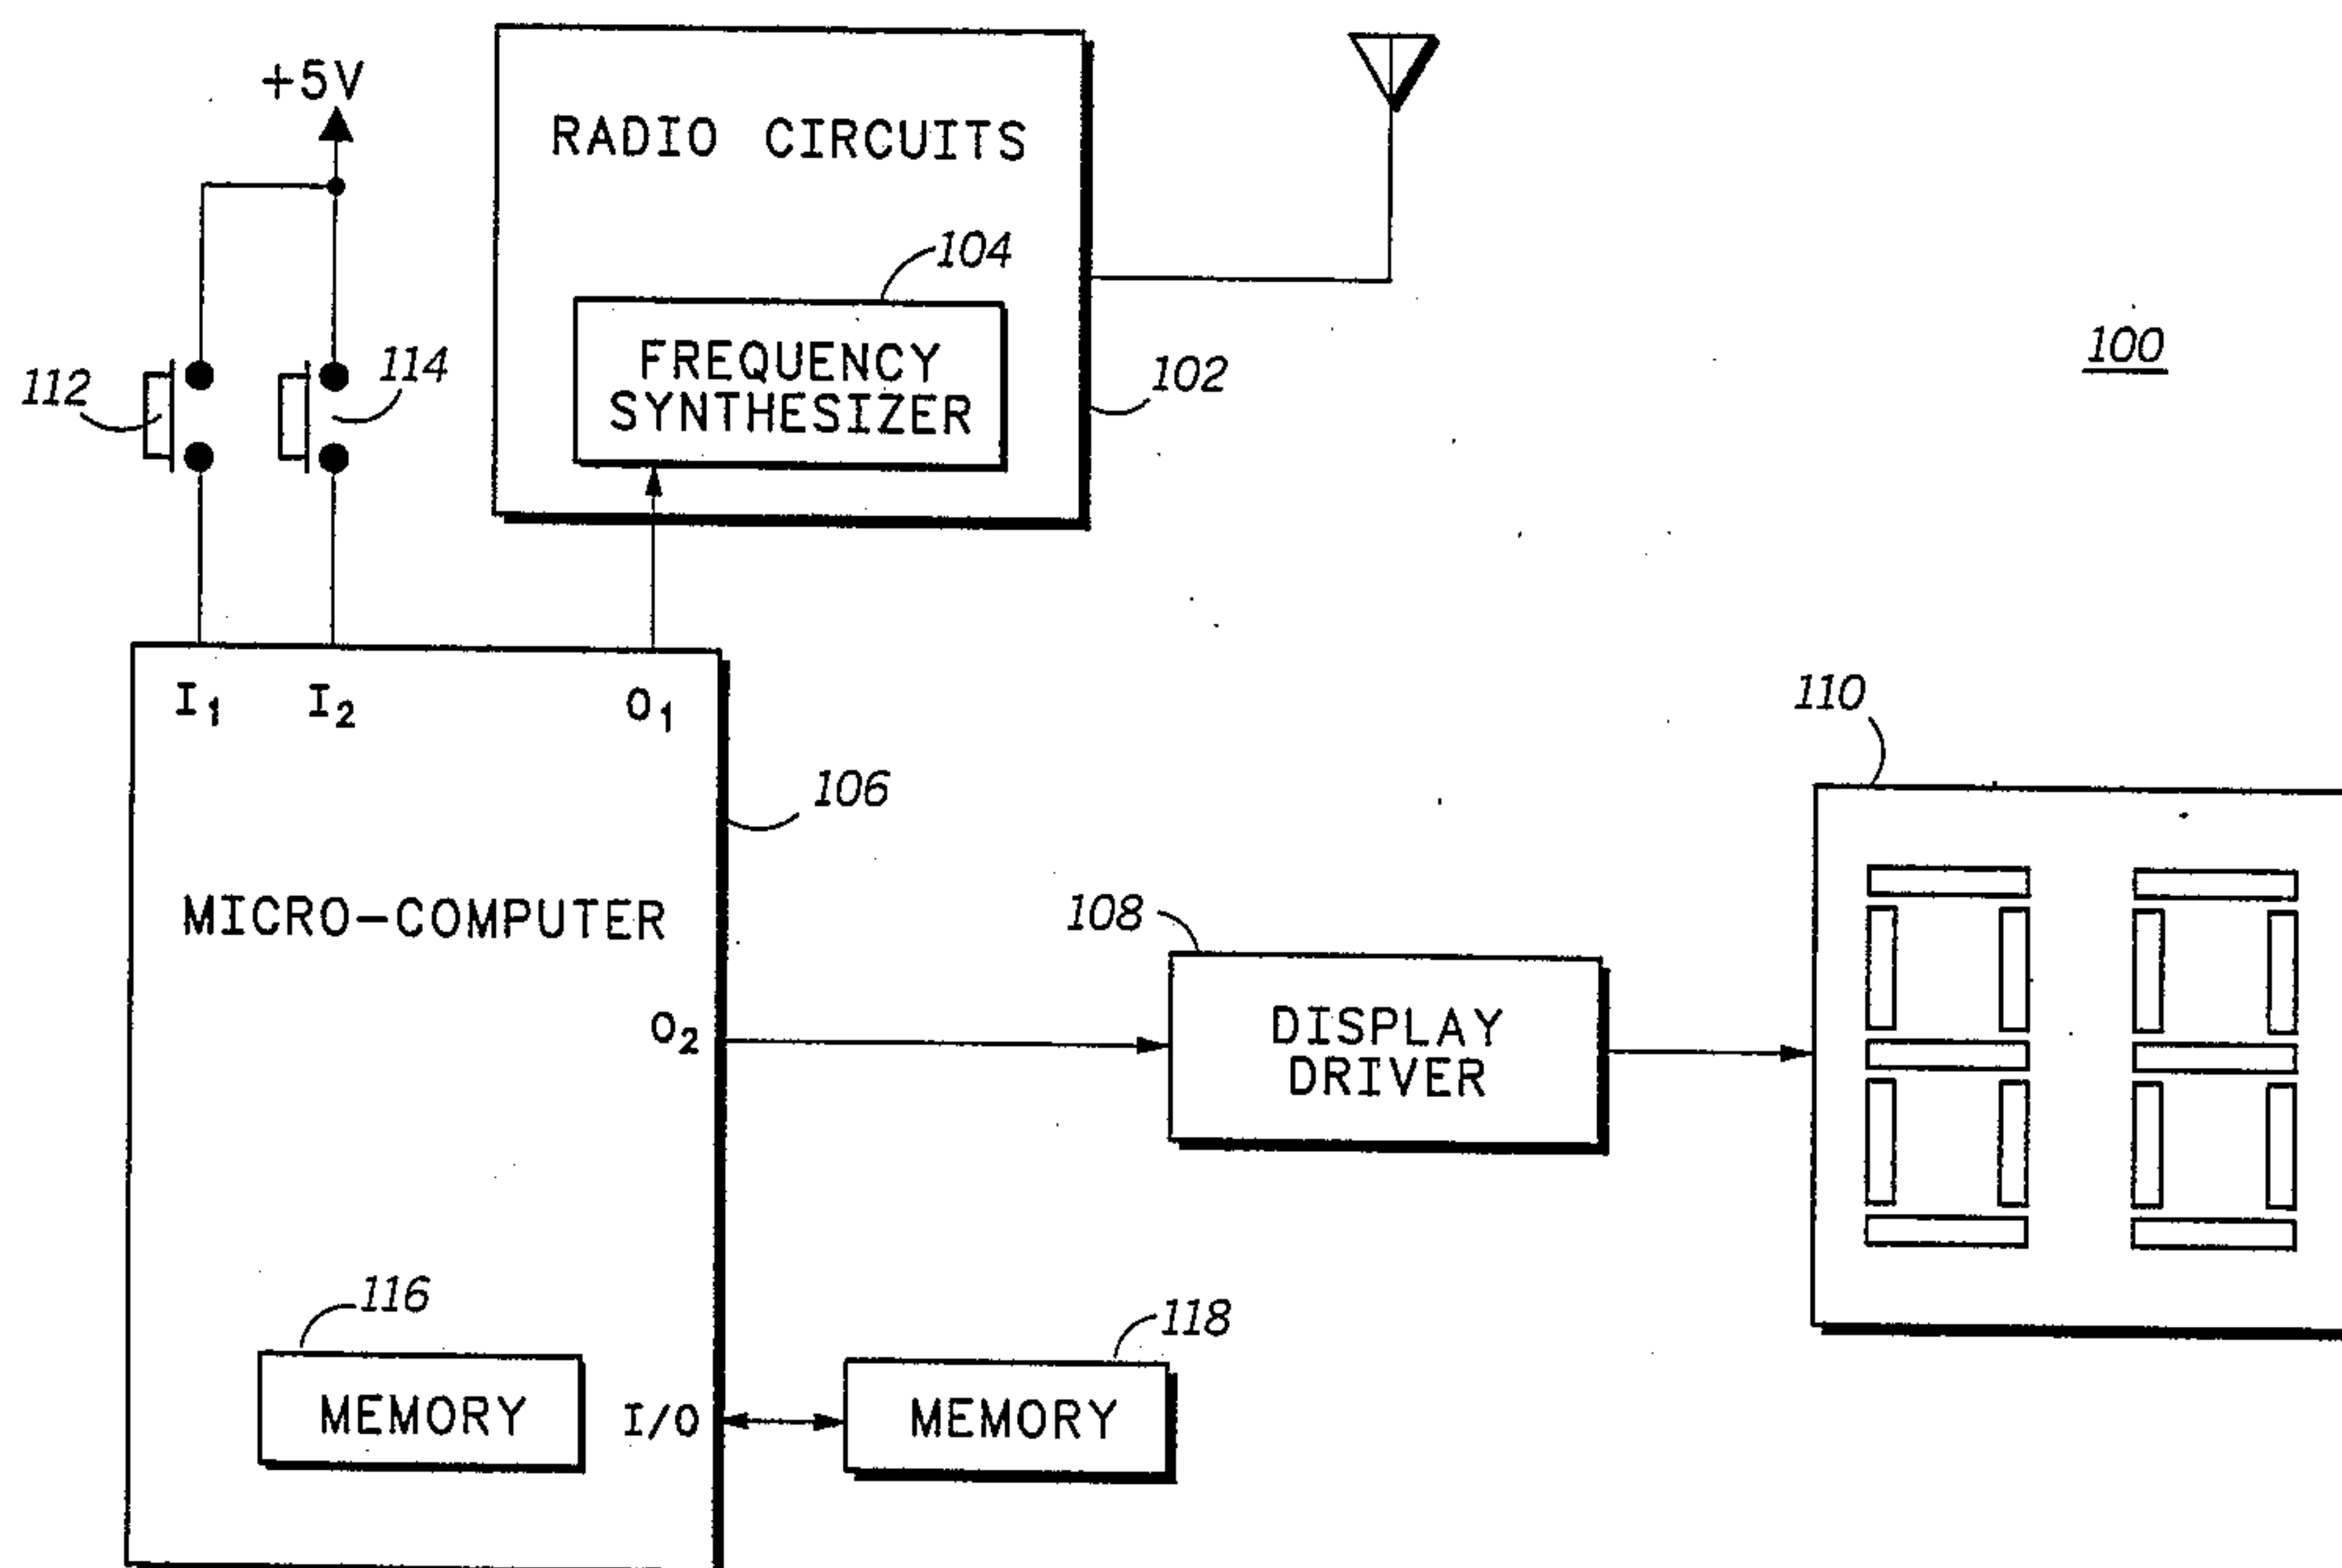 +5V
RADIO CIRCUITS
104
FREQUENCY
SYNTHESIZER
102
100
112
114
I₁ I₂ O₁
110
106
MICRO-COMPUTER
108
O₂
DISPLAY
DRIVER
116
118
MEMORY
I/O
MEMORY